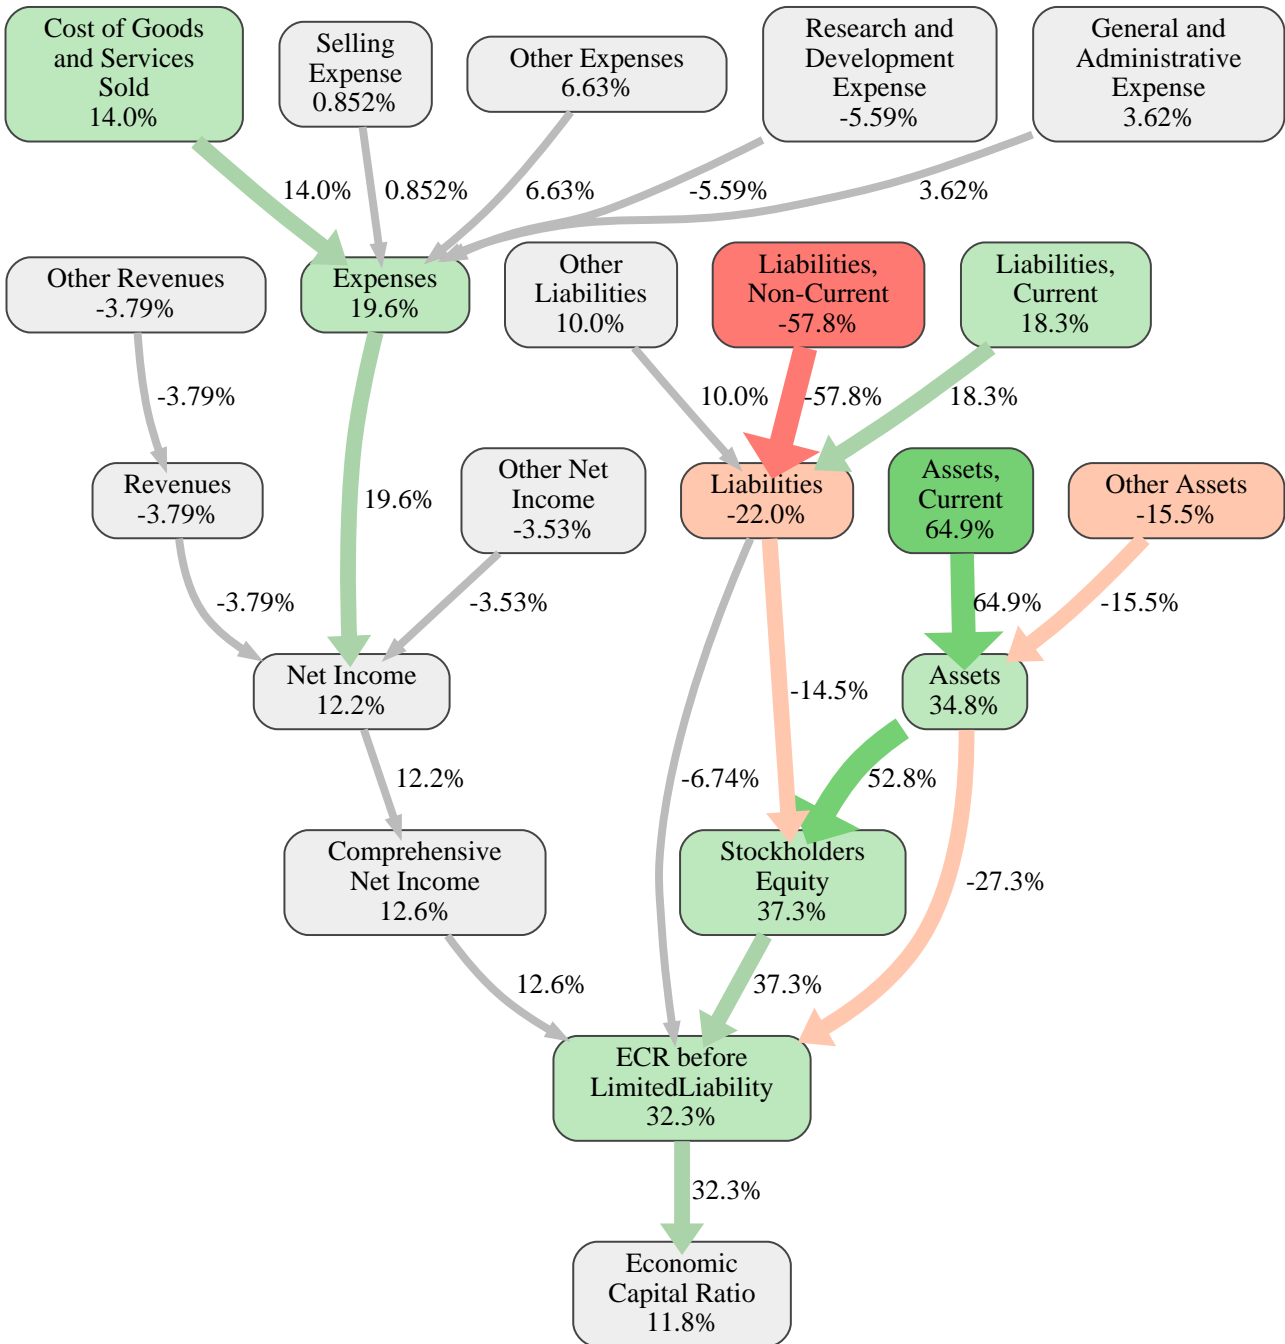 Cost of Goods
and Services
Sold
14.0%
Selling
Expense
0.852%
Other Expenses
6.63%
Research and
Development
Expense
-5.59%
General and
Administrative
Expense
3.62%
14.0%
0.852%
6.63%
-5.59%
3.62%
Other Revenues
-3.79%
Expenses
19.6%
Other
Liabilities
10.0%
Liabilities,
Non-Current
-57.8%
Liabilities,
Current
18.3%
-3.79%
10.0%
-57.8%
18.3%
Revenues
-3.79%
19.6%
Other Net
Income
-3.53%
Liabilities
-22.0%
Assets,
Current
64.9%
Other Assets
-15.5%
-3.79%
-3.53%
64.9%
-15.5%
Net Income
12.2%
-14.5%
Assets
34.8%
12.2%
-6.74%
52.8%
Comprehensive
Net Income
12.6%
Stockholders
Equity
37.3%
-27.3%
12.6%
37.3%
ECR before
LimitedLiability
32.3%
32.3%
Economic
Capital Ratio
11.8%